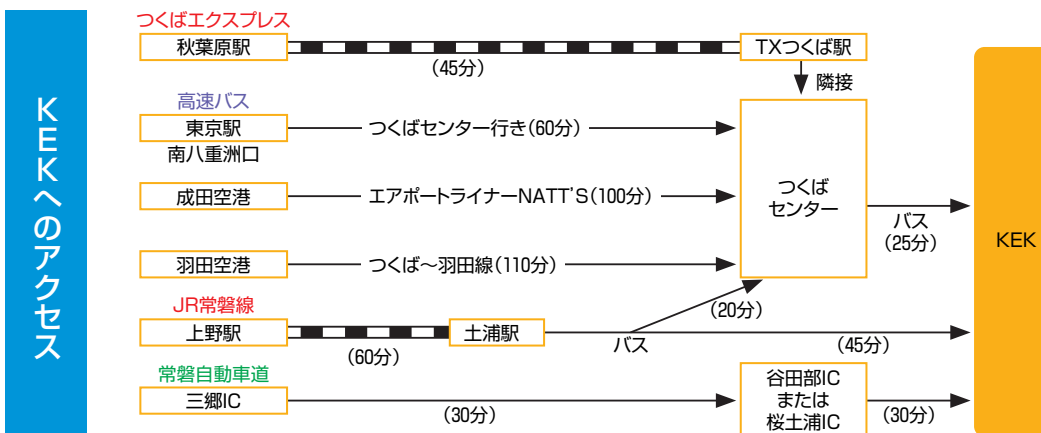 KEKへのアクセス
つくばエクスプレス
秋葉原駅
(45分)
TXつくば駅
隣接
高速バス
東京駅
南八重洲口
つくばセンター行き(60分)
成田空港
エアポートライナーNATT'S(100分)
羽田空港
つくば～羽田線(110分)
つくば
センター
バス
(25分)
KEK
JR常磐線
上野駅
(60分)
土浦駅
バス
(20分)
(45分)
常磐自動車道
三郷IC
(30分)
谷田部IC
または
桜土浦IC
(30分)